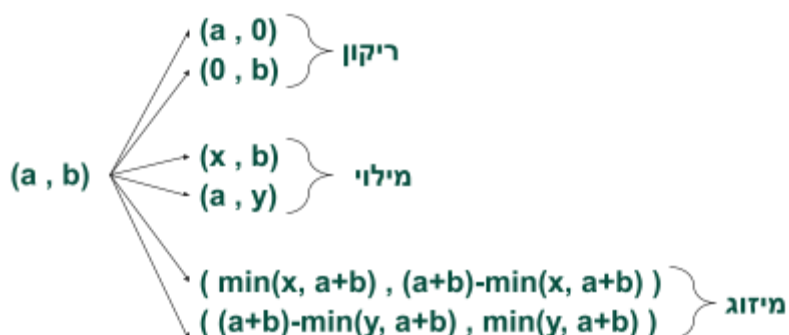 (a , 0)
(0 , b)
ריקון
(a , b)
(x , b)
(a , y)
מילוי
( min(x, a+b) , (a+b)-min(x, a+b) )
( (a+b)-min(y, a+b) , min(y, a+b) )
מיזוג